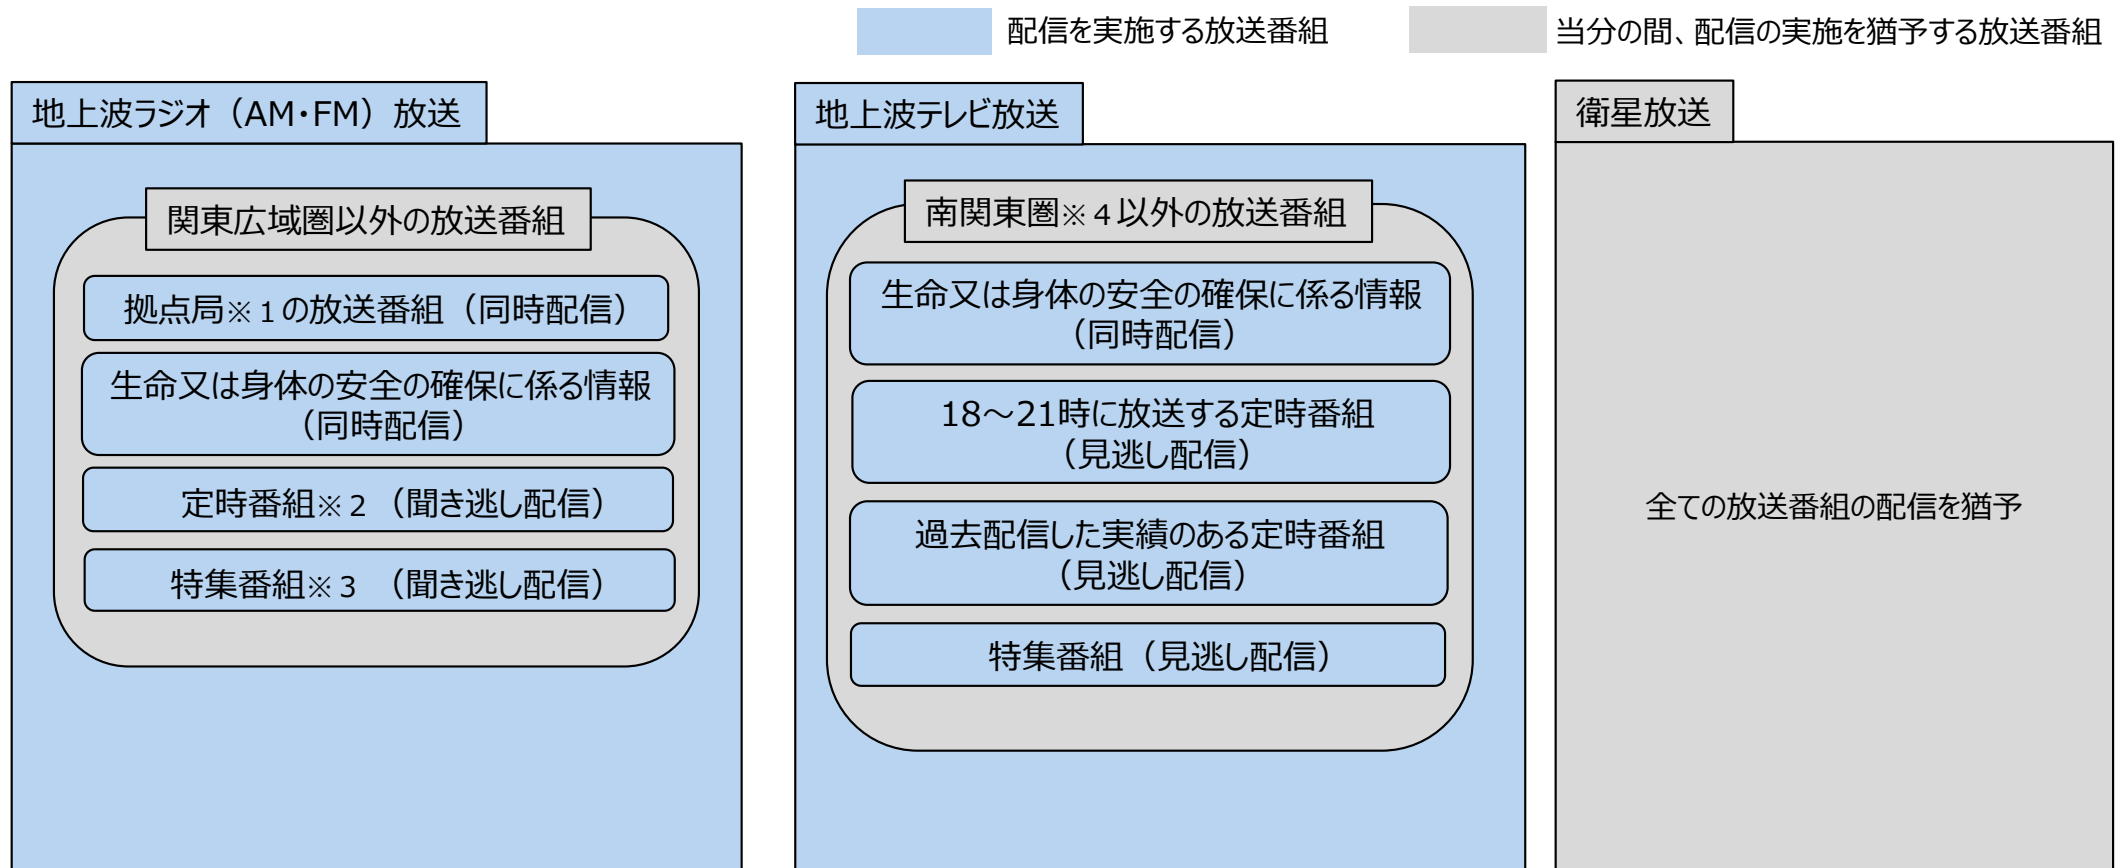 配信を実施する放送番組
当分の間、配信の実施を猶予する放送番組
地上波ラジオ（AM・FM）放送
関東広域圏以外の放送番組
拠点局※１の放送番組（同時配信）
生命又は身体の安全の確保に係る情報
（同時配信）
定時番組※２（聞き逃し配信）
特集番組※３（聞き逃し配信）
地上波テレビ放送
南関東圏※４以外の放送番組
生命又は身体の安全の確保に係る情報
（同時配信）
18～21時に放送する定時番組
（見逃し配信）
過去配信した実績のある定時番組
（見逃し配信）
特集番組（見逃し配信）
衛星放送
全ての放送番組の配信を猶予